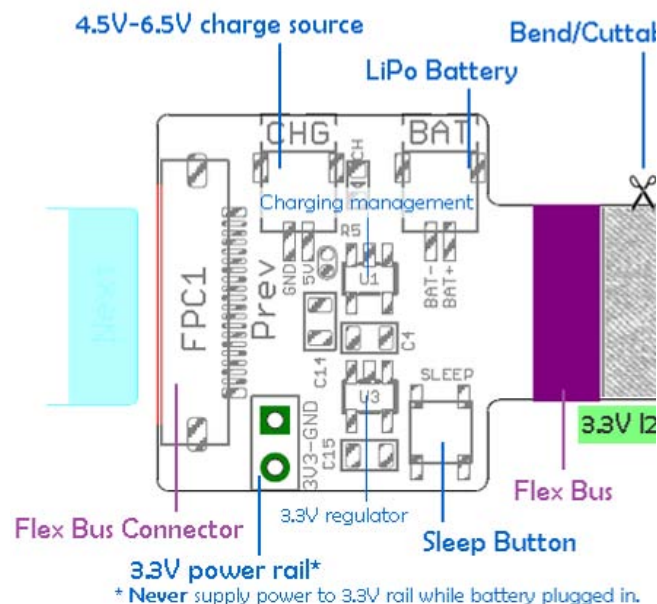 4.5V-6.5V charge source
Bend/Cuttab
LiPo Battery
CHG
BAT
CH
Charging management
R5
U1
GND
5V
BAT-
BAT+
Next
FPC1
Prev
C4
C14
SLEEP
U3
3V3-GND
C15
3.3V I2
Flex Bus
Flex Bus Connector
3.3V regulator
Sleep Button
3.3V power rail*
* Never supply power to 3.3V rail while battery plugged in.